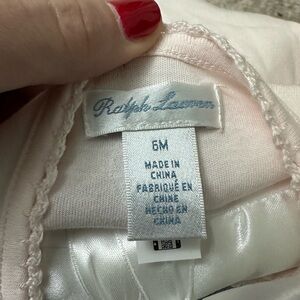 Ralph Lauren
6M
MADE IN
CHINA
FABRIQUÉ EN
CHINE
HECHO EN
CHINA